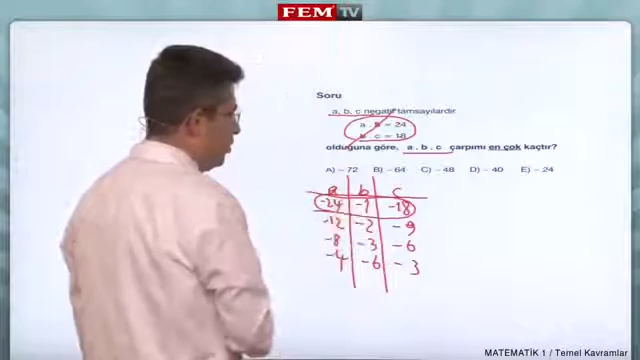 FEM TV
Soru
a, b, c negatif tamsayılardır.
a . b = 24
b . c = 18
olduğuna göre, a . b . c çarpımı en çok kaçtır?
A) – 72 B) – 64 C) – 48 D) – 40 E) – 24
a b c
-24 -1 -18
-12 -2 -9
-8 -3 -6
-4 -6 -3
MATEMATİK 1 / Temel Kavramlar